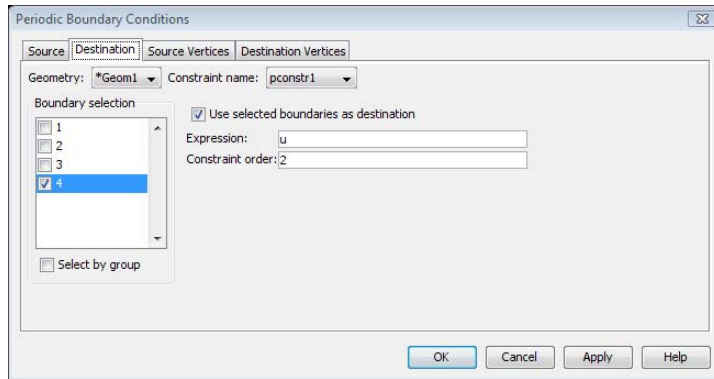 Periodic Boundary Conditions
Source Destination Source Vertices Destination Vertices
Geometry: *Geom1 Constraint name: pconstr1
Boundary selection
1
2
3
4
Select by group
Use selected boundaries as destination
Expression: u
Constraint order: 2
OK Cancel Apply Help